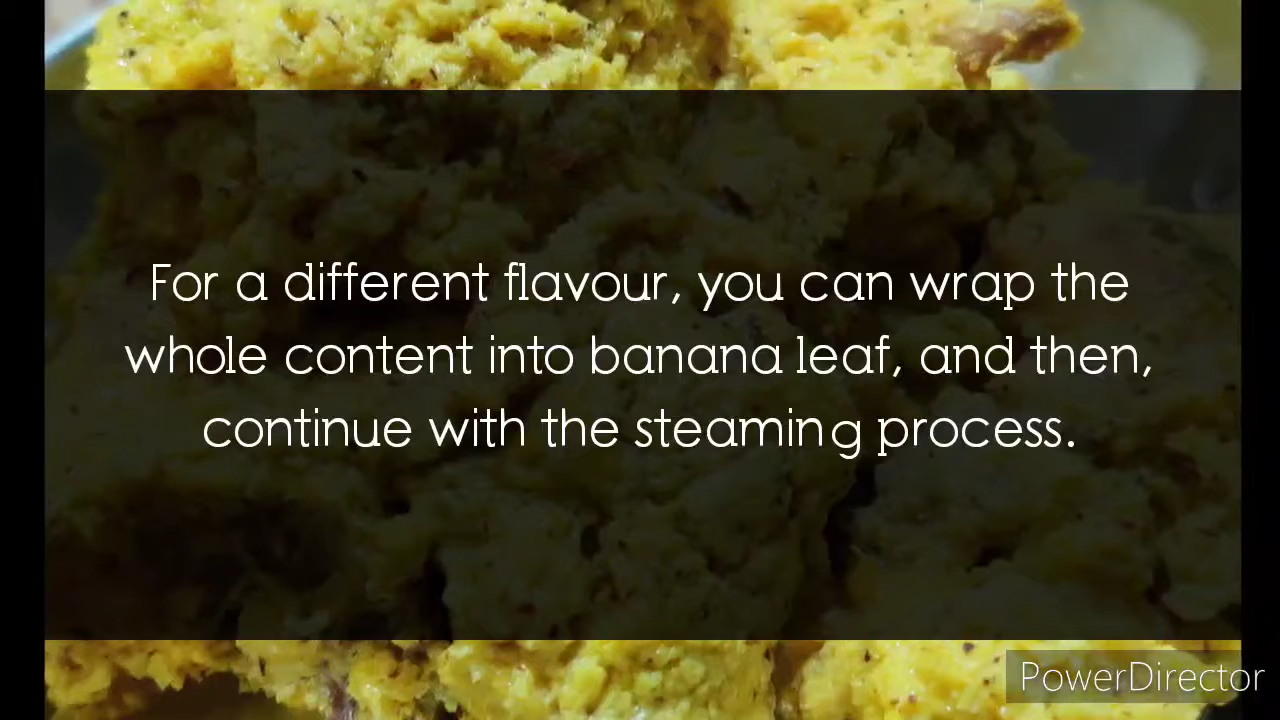 For a different flavour, you can wrap the
whole content into banana leaf, and then,
continue with the steaming process.
PowerDirector